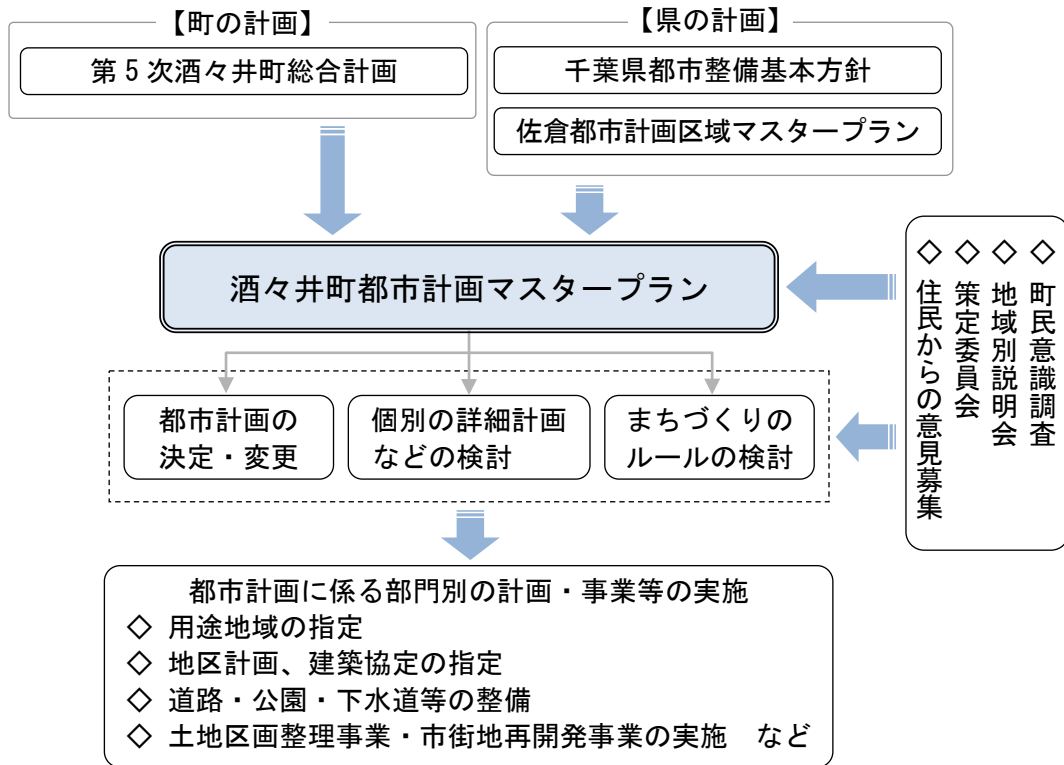 【町の計画】
第5次酒々井町総合計画
【県の計画】
千葉県都市整備基本方針
佐倉都市計画区域マスタープラン
酒々井町都市計画マスタープラン
◇ 町民意識調査
◇ 地域別説明会
◇ 策定委員会
◇ 住民からの意見募集
都市計画の
決定・変更
個別の詳細計画
などの検討
まちづくりの
ルールの検討
都市計画に係る部門別の計画・事業等の実施
◇ 用途地域の指定
◇ 地区計画、建築協定の指定
◇ 道路・公園・下水道等の整備
◇ 土地区画整理事業・市街地再開発事業の実施　など